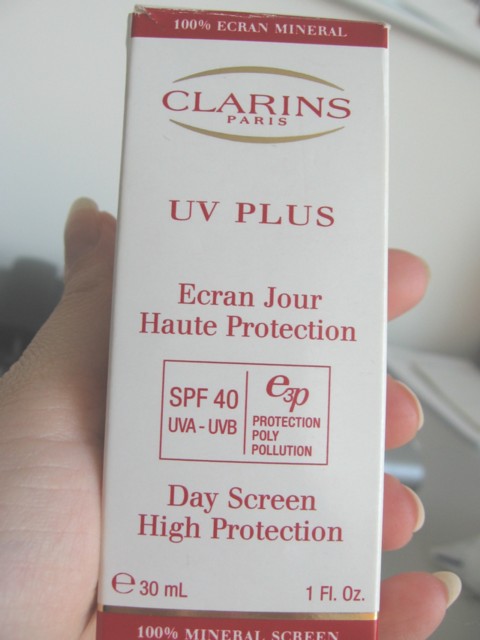 100% ECRAN MINERAL
CLARINS
PARIS
UV PLUS
Ecran Jour
Haute Protection
SPF 40
UVA - UVB
e3p
PROTECTION
POLY
POLLUTION
Day Screen
High Protection
℮ 30 mL 1 Fl. Oz.
100% MINERAL SCREEN